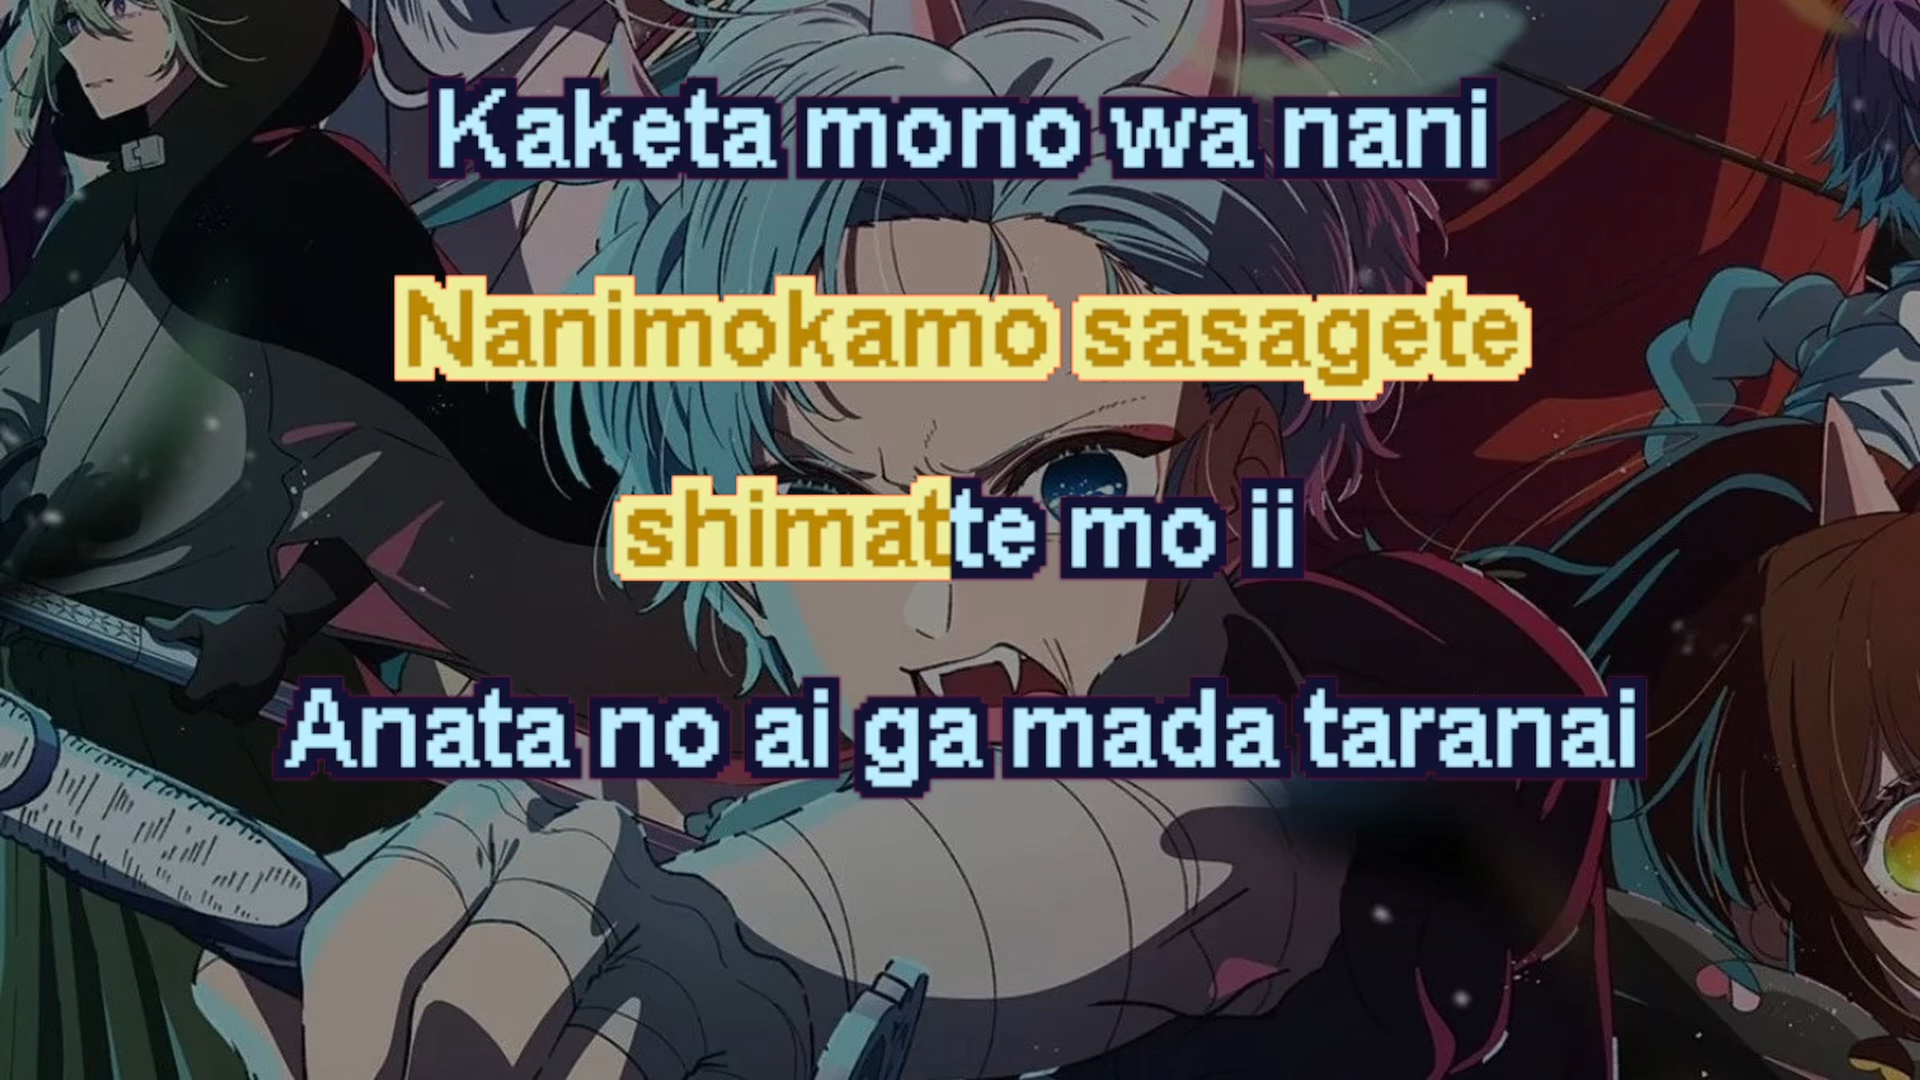 Kaketa mono wa nani
Nanimokamo sasagete
shimatte mo ii
Anata no ai ga mada taranai